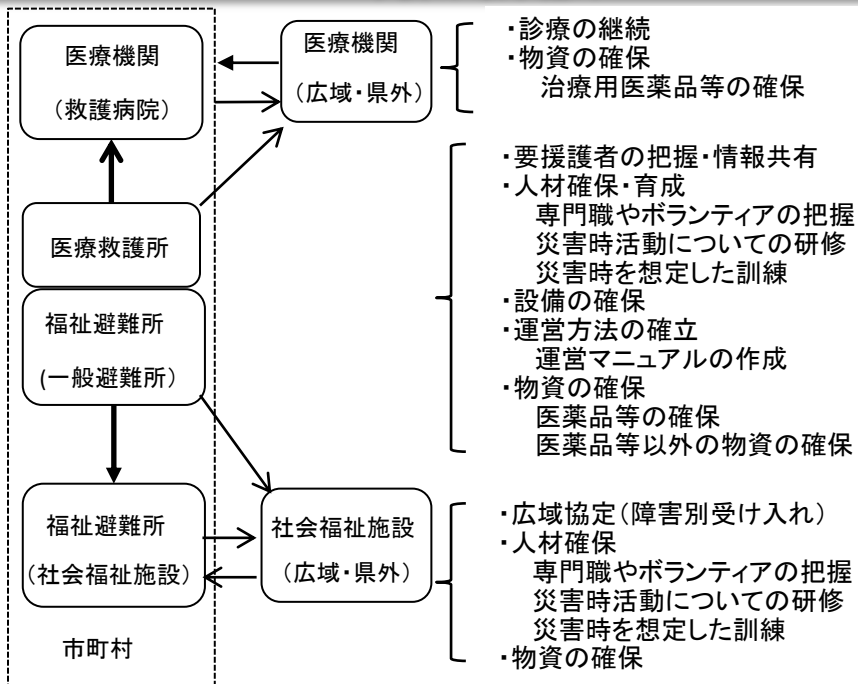 医療機関
(救護病院)
医療機関
(広域・県外)
・診療の継続
・物資の確保
治療用医薬品等の確保
医療救護所
福祉避難所
(一般避難所)
・要援護者の把握・情報共有
・人材確保・育成
専門職やボランティアの把握
災害時活動についての研修
災害時を想定した訓練
・設備の確保
・運営方法の確立
運営マニュアルの作成
・物資の確保
医薬品等の確保
医薬品等以外の物資の確保
福祉避難所
(社会福祉施設)
社会福祉施設
(広域・県外)
・広域協定(障害別受け入れ)
・人材確保
専門職やボランティアの把握
災害時活動についての研修
災害時を想定した訓練
・物資の確保
市町村